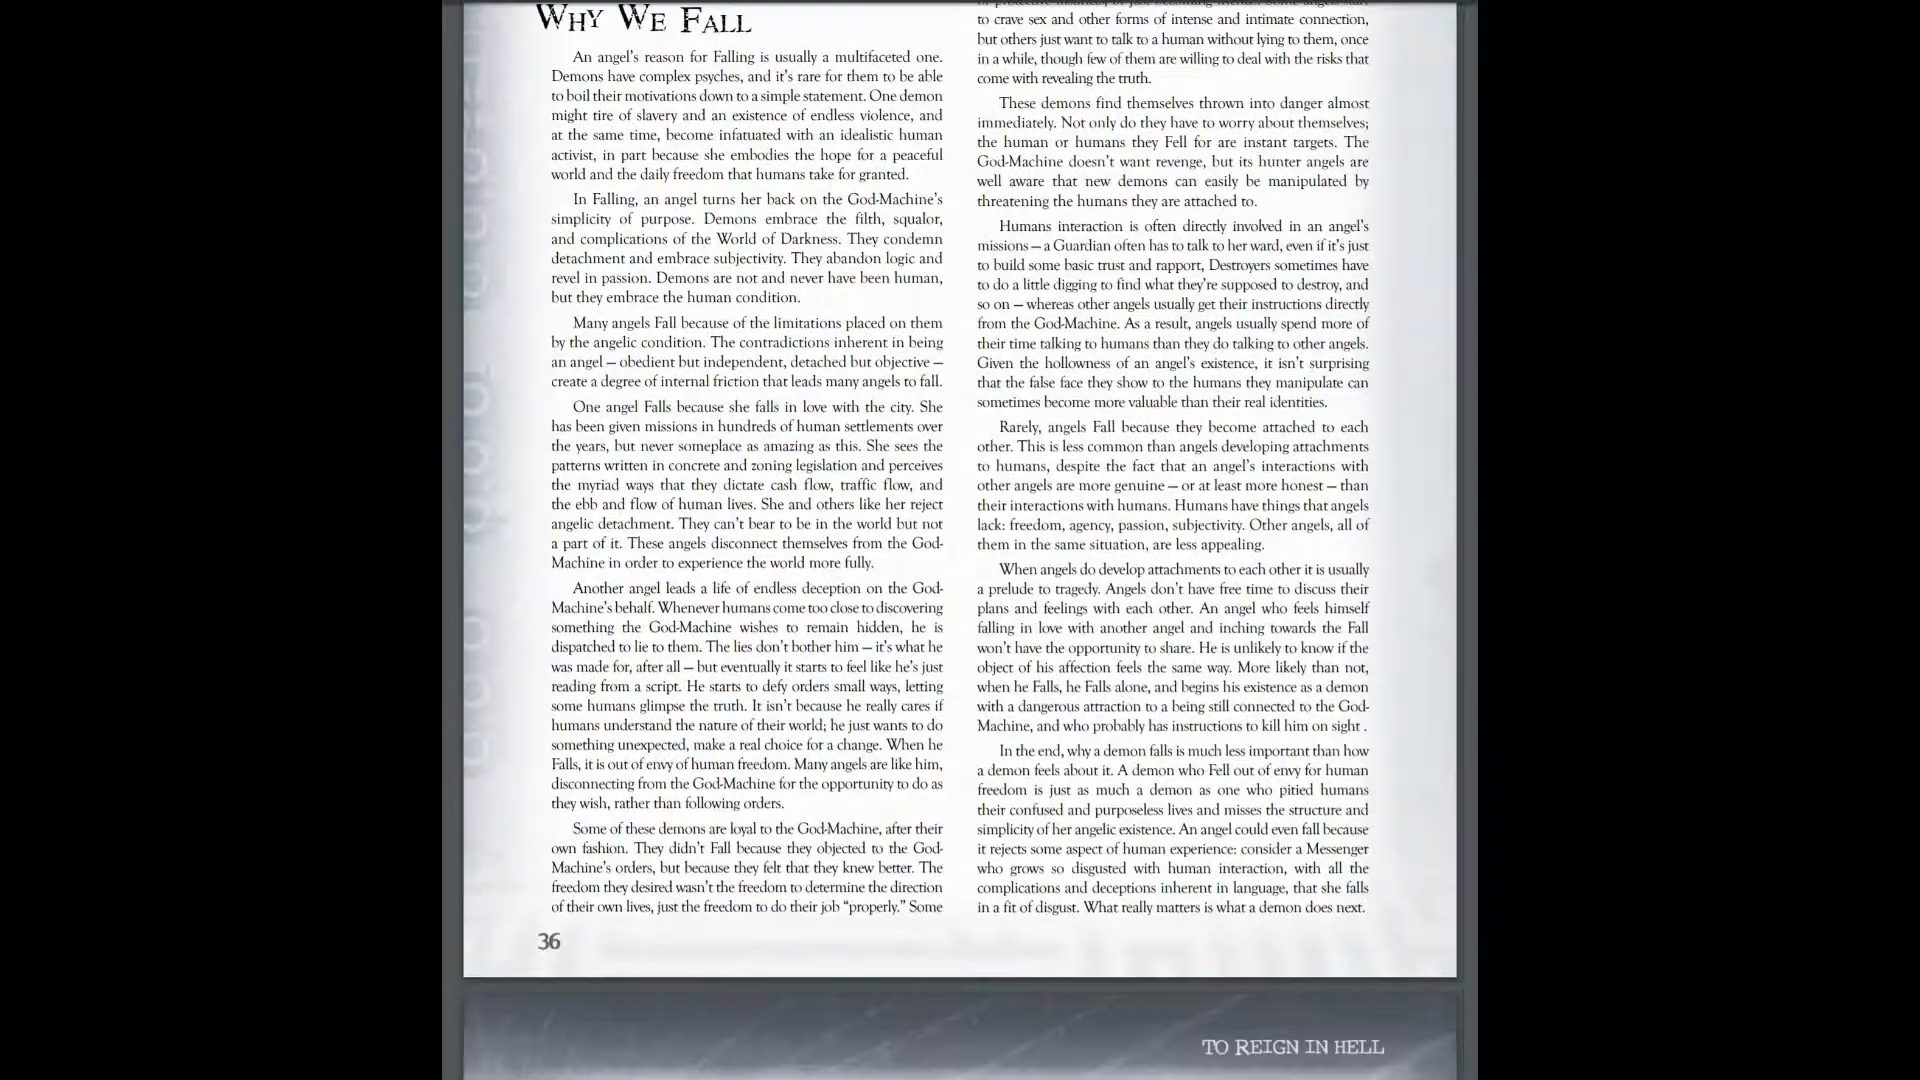 WHY WE FALL
An angel's reason for Falling is usually a multifaceted one.
Demons have complex psyches, and it's rare for them to be able
to boil their motivations down to a simple statement. One demon
might tire of slavery and an existence of endless violence, and
at the same time, become infatuated with an idealistic human
activist, in part because she embodies the hope for a peaceful
world and the daily freedom that humans take for granted.
In Falling, an angel turns her back on the God-Machine's
simplicity of purpose. Demons embrace the filth, squalor,
and complications of the World of Darkness. They condemn
detachment and embrace subjectivity. They abandon logic and
revel in passion. Demons are not and never have been human,
but they embrace the human condition.
Many angels Fall because of the limitations placed on them
by the angelic condition. The contradictions inherent in being
an angel — obedient but independent, detached but objective —
create a degree of internal friction that leads many angels to fall.
One angel Falls because she falls in love with the city. She
has been given missions in hundreds of human settlements over
the years, but never someplace as amazing as this. She sees the
patterns written in concrete and zoning legislation and perceives
the myriad ways that they dictate cash flow, traffic flow, and
the ebb and flow of human lives. She and others like her reject
angelic detachment. They can't bear to be in the world but not
a part of it. These angels disconnect themselves from the God-
Machine in order to experience the world more fully.
Another angel leads a life of endless deception on the God-
Machine's behalf. Whenever humans come too close to discovering
something the God-Machine wishes to remain hidden, he is
dispatched to lie to them. The lies don't bother him — it's what he
was made for, after all — but eventually it starts to feel like he's just
reading from a script. He starts to defy orders small ways, letting
some humans glimpse the truth. It isn't because he really cares if
humans understand the nature of their world; he just wants to do
something unexpected, make a real choice for a change. When he
Falls, it is out of envy of human freedom. Many angels are like him,
disconnecting from the God-Machine for the opportunity to do as
they wish, rather than following orders.
Some of these demons are loyal to the God-Machine, after their
own fashion. They didn't Fall because they objected to the God-
Machine's orders, but because they felt that they knew better. The
freedom they desired wasn't the freedom to determine the direction
of their own lives, just the freedom to do their job “properly.” Some
36
to crave sex and other forms of intense and intimate connection,
but others just want to talk to a human without lying to them, once
in a while, though few of them are willing to deal with the risks that
come with revealing the truth.
These demons find themselves thrown into danger almost
immediately. Not only do they have to worry about themselves;
the human or humans they Fell for are instant targets. The
God-Machine doesn't want revenge, but its hunter angels are
well aware that new demons can easily be manipulated by
threatening the humans they are attached to.
Humans interaction is often directly involved in an angel's
missions — a Guardian often has to talk to her ward, even if it's just
to build some basic trust and rapport, Destroyers sometimes have
to do a little digging to find what they're supposed to destroy, and
so on — whereas other angels usually get their instructions directly
from the God-Machine. As a result, angels usually spend more of
their time talking to humans than they do talking to other angels.
Given the hollowness of an angel's existence, it isn't surprising
that the false face they show to the humans they manipulate can
sometimes become more valuable than their real identities.
Rarely, angels Fall because they become attached to each
other. This is less common than angels developing attachments
to humans, despite the fact that an angel's interactions with
other angels are more genuine — or at least more honest — than
their interactions with humans. Humans have things that angels
lack: freedom, agency, passion, subjectivity. Other angels, all of
them in the same situation, are less appealing.
When angels do develop attachments to each other it is usually
a prelude to tragedy. Angels don't have free time to discuss their
plans and feelings with each other. An angel who feels himself
falling in love with another angel and inching towards the Fall
won't have the opportunity to share. He is unlikely to know if the
object of his affection feels the same way. More likely than not,
when he Falls, he Falls alone, and begins his existence as a demon
with a dangerous attraction to a being still connected to the God-
Machine, and who probably has instructions to kill him on sight .
In the end, why a demon falls is much less important than how
a demon feels about it. A demon who Fell out of envy for human
freedom is just as much a demon as one who pitied humans
their confused and purposeless lives and misses the structure and
simplicity of her angelic existence. An angel could even fall because
it rejects some aspect of human experience: consider a Messenger
who grows so disgusted with human interaction, with all the
complications and deceptions inherent in language, that she falls
in a fit of disgust. What really matters is what a demon does next.
TO REIGN IN HELL